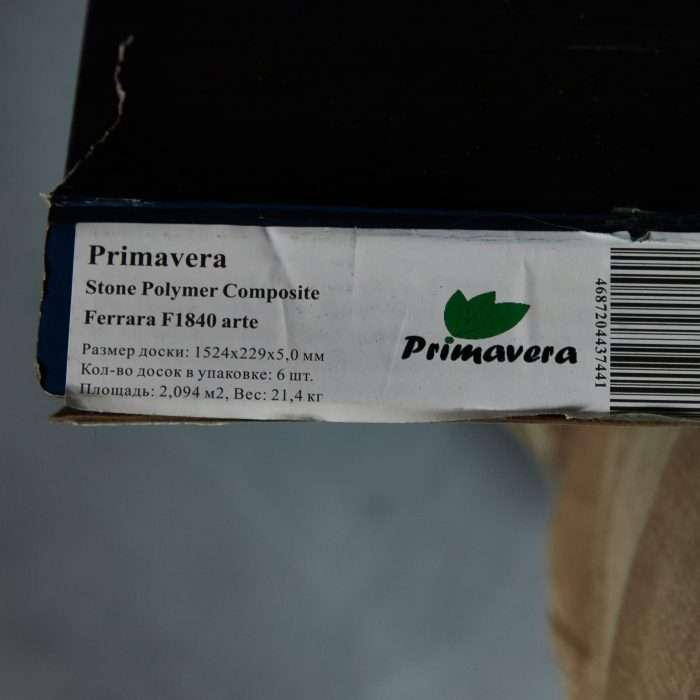 Primavera
Stone Polymer Composite
Ferrara F1840 arte
Размер доски: 1524x229x5,0 мм
Кол-во досок в упаковке: 6 шт.
Площадь: 2,094 м2, Вес: 21,4 кг
Primavera
4687204437441